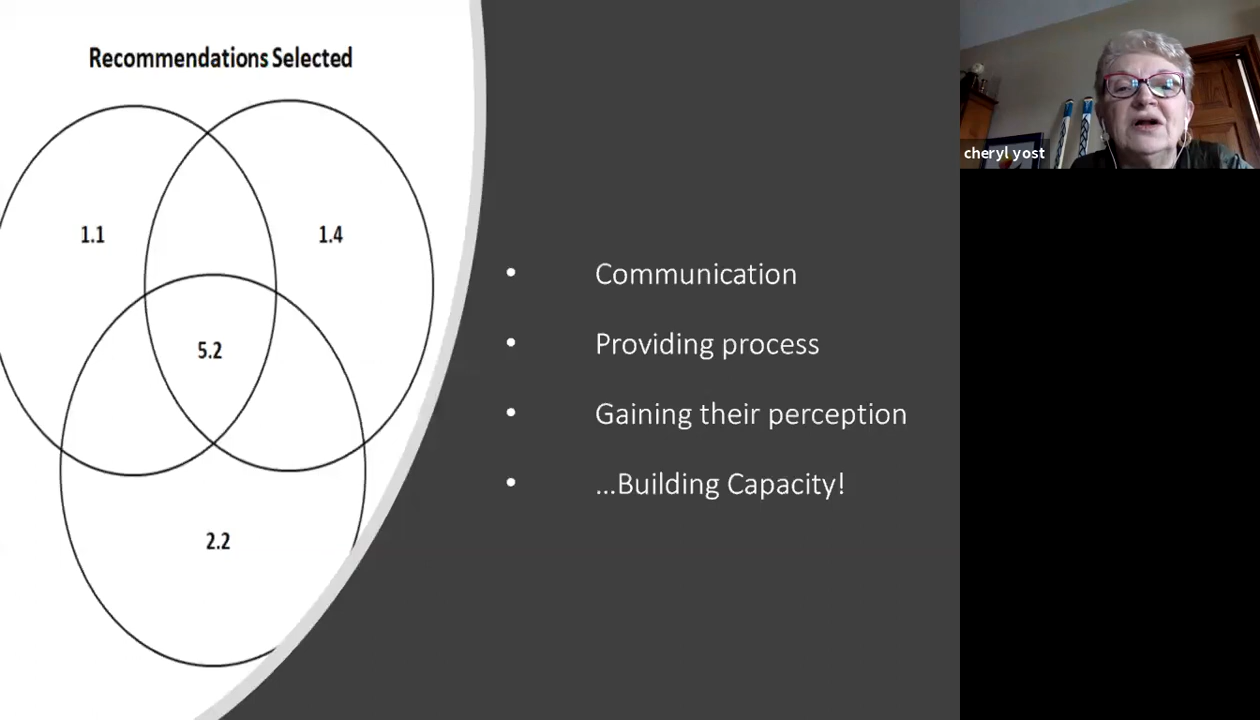 Recommendations Selected
1.1
1.4
5.2
2.2
• Communication
• Providing process
• Gaining their perception
• ...Building Capacity!
cheryl yost